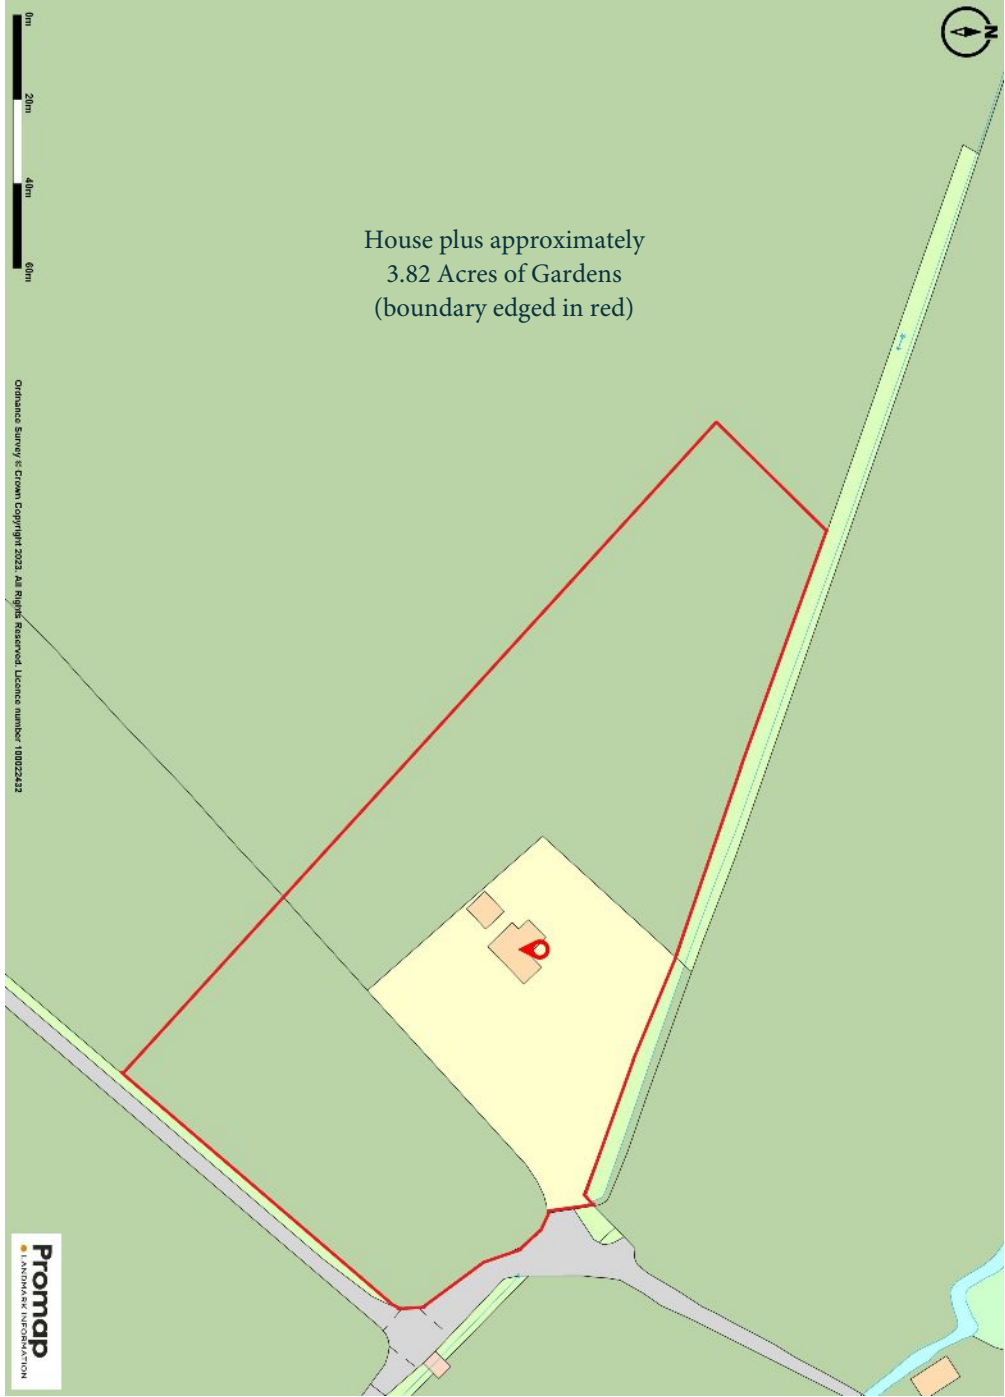 House plus approximately
3.82 Acres of Gardens
(boundary edged in red)
N
0m
20m
40m
60m
Ordnance Survey © Crown Copyright 2023. All Rights Reserved. Licence number 100022432
Promap
LANDMARK INFORMATION